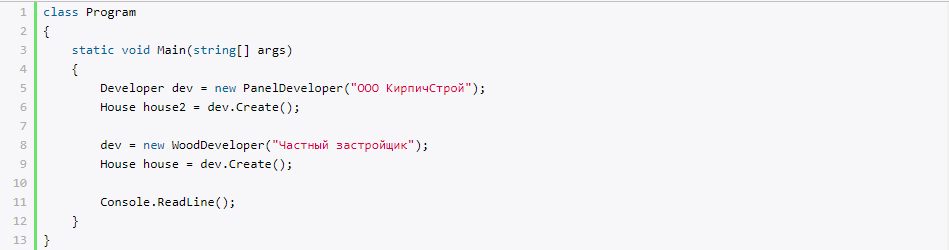 1 class Program
2 {
3     static void Main(string[] args)
4     {
5         Developer dev = new PanelDeveloper("ООО КирпичСтрой");
6         House house2 = dev.Create();
7
8         dev = new WoodDeveloper("Частный застройщик");
9         House house = dev.Create();
10
11         Console.ReadLine();
12     }
13 }